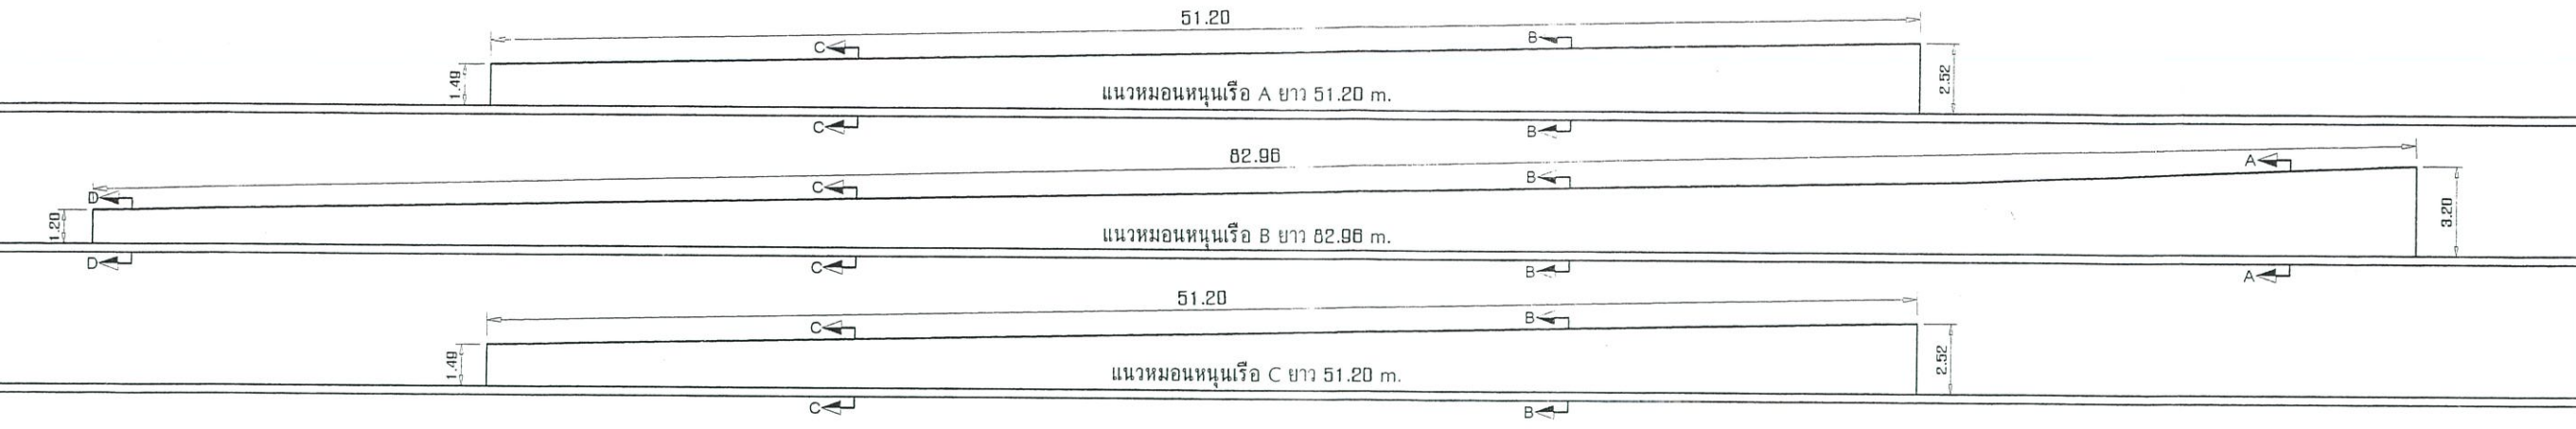 51.20
C B
1.49 2.52
แนวหมอนหนุนเรือ A ยาว 51.20 m.
C B
82.96
D C B A
1.20 3.20
แนวหมอนหนุนเรือ B ยาว 82.96 m.
D C B A
51.20
C B
1.49 2.52
แนวหมอนหนุนเรือ C ยาว 51.20 m.
C B